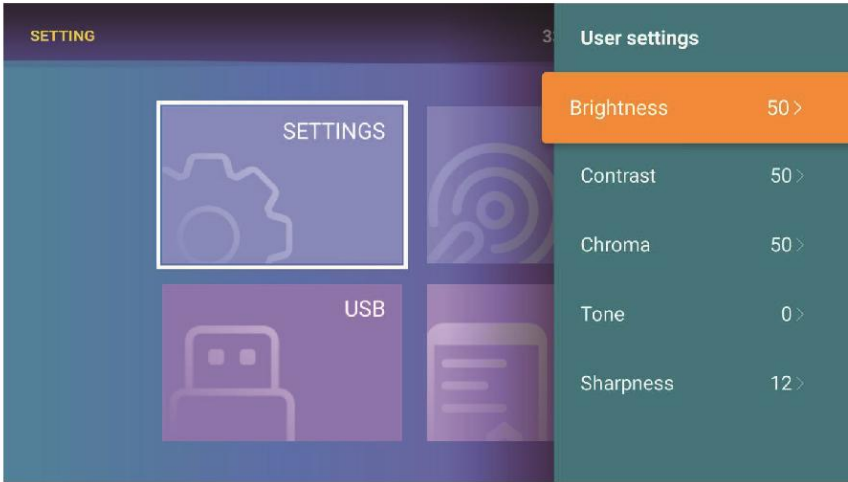 SETTING
SETTINGS
USB
User settings
Brightness 50 >
Contrast 50 >
Chroma 50 >
Tone 0 >
Sharpness 12 >